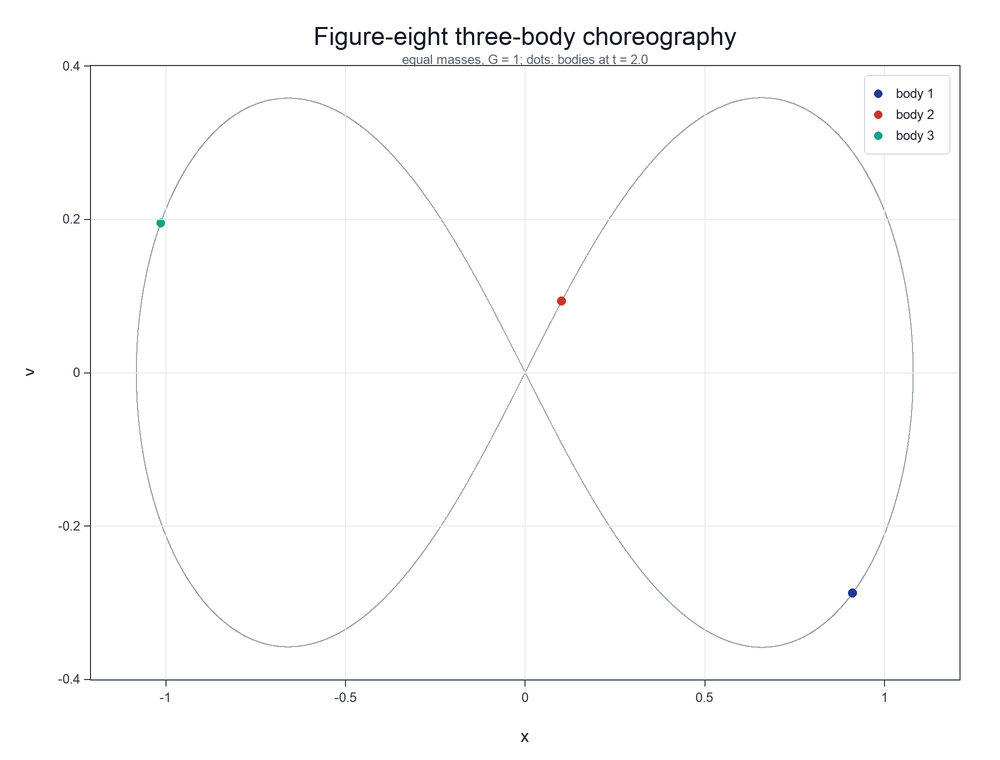 Figure-eight three-body choreography
equal masses, G = 1; dots: bodies at t = 2.0
0.4
0.2
0
-0.2
-0.4
-1
-0.5
0
0.5
1
x
>
body 1
body 2
body 3